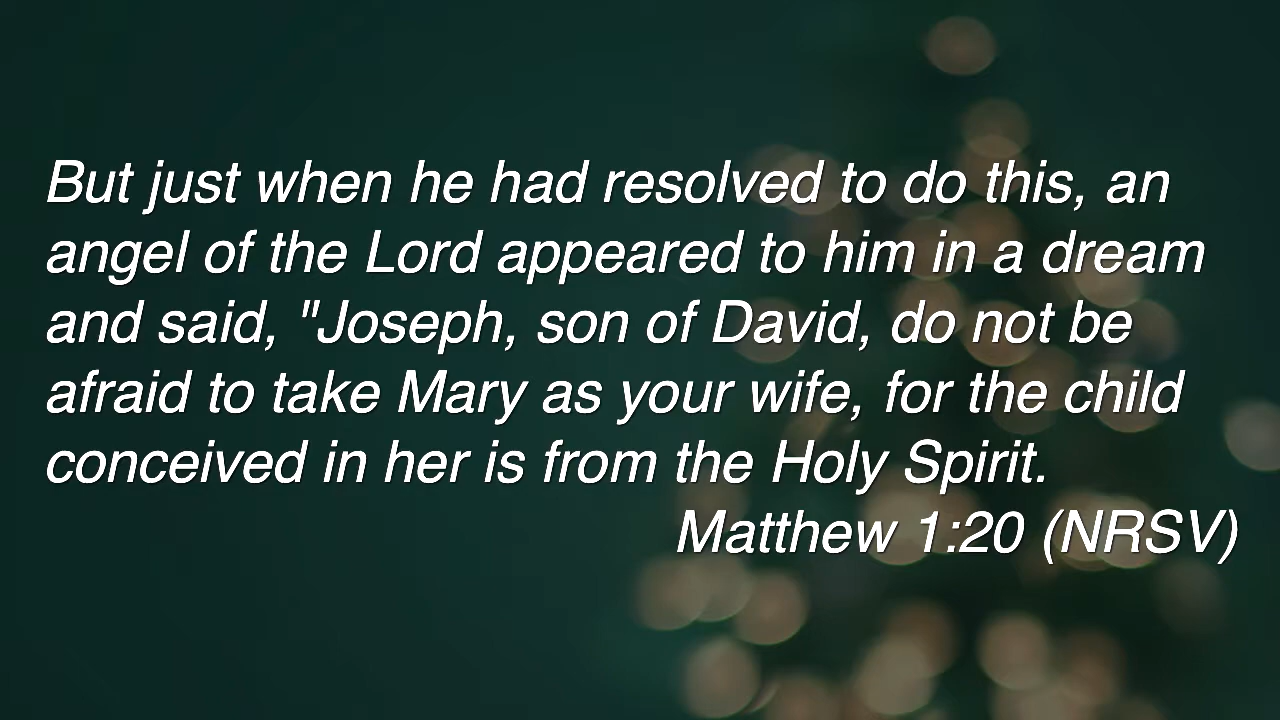 But just when he had resolved to do this, an
angel of the Lord appeared to him in a dream
and said, "Joseph, son of David, do not be
afraid to take Mary as your wife, for the child
conceived in her is from the Holy Spirit.
Matthew 1:20 (NRSV)